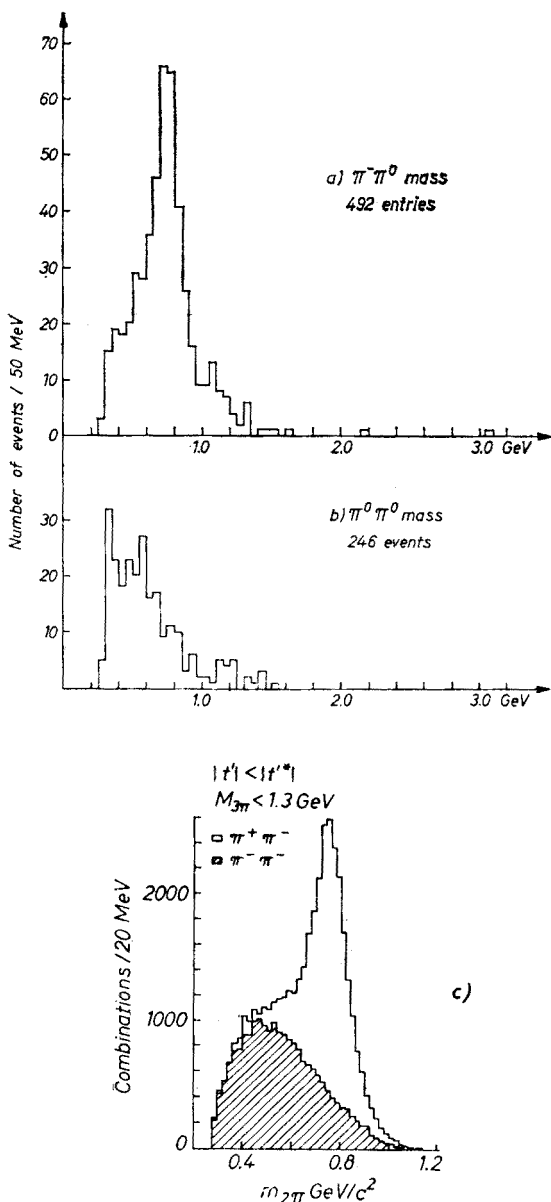 70
60
50
40
30
20
10
0
Number of events / 50 MeV
a) π⁻π⁰ mass
492 entries
1.0
2.0
3.0 GeV
30
20
10
b) π⁰π⁰ mass
246 events
1.0
2.0
3.0 GeV
|t'| < |t'*|
M3π < 1.3 GeV
π⁺ π⁻
π⁻ π⁻
2000
1000
0
Combinations / 20 MeV
c)
0.4
0.8
1.2
m2π GeV/c²